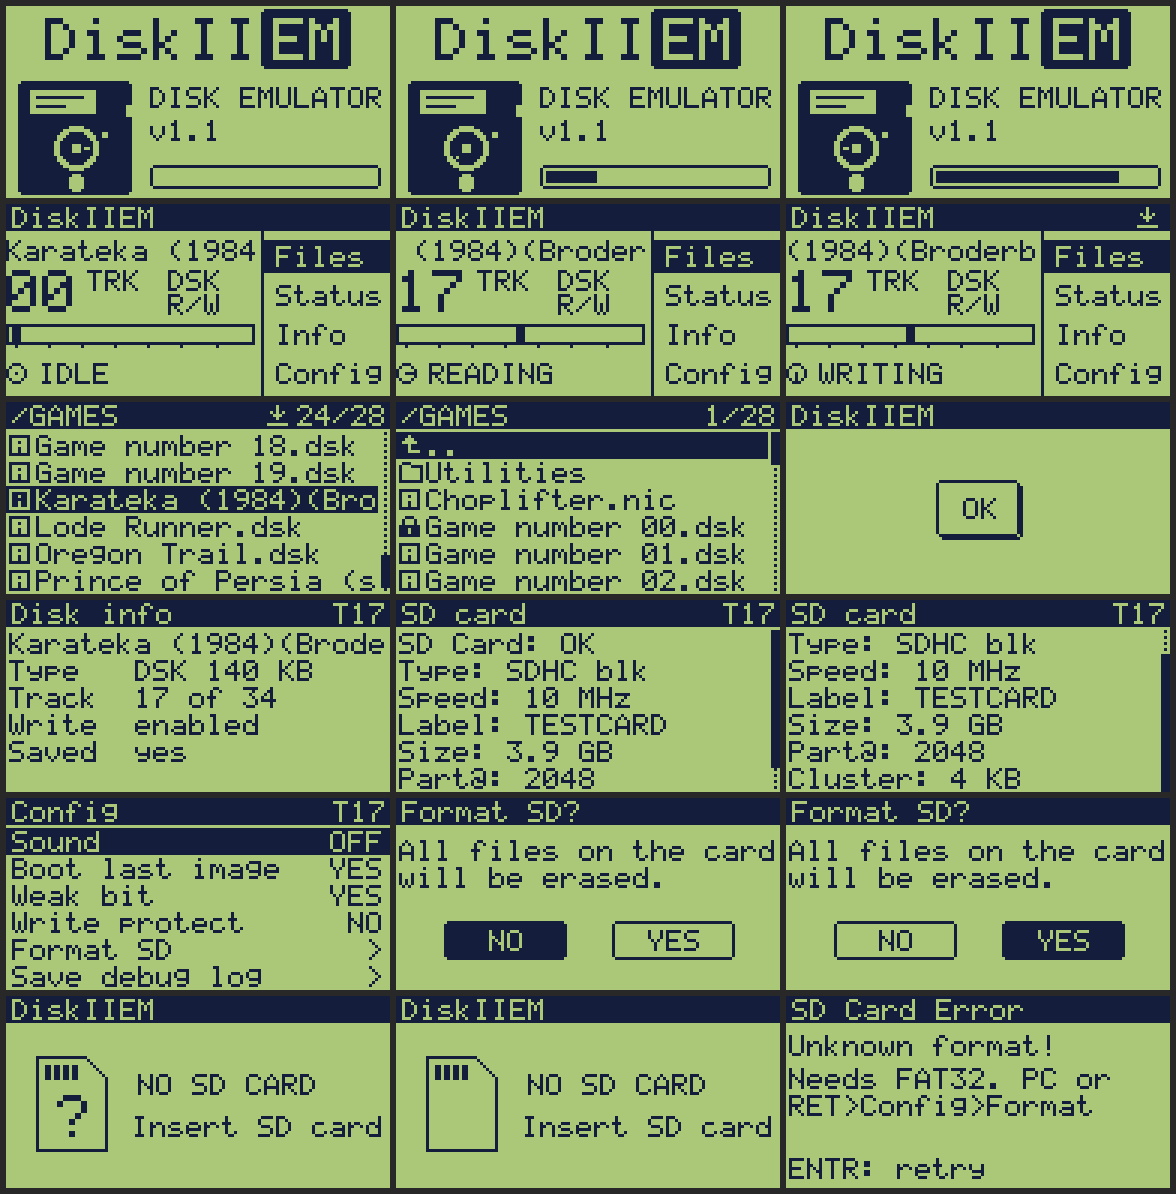 DiskIIEM
DISK EMULATOR
v1.1
DiskIIEM
DISK EMULATOR
v1.1
DiskIIEM
DISK EMULATOR
v1.1
DiskIIEM
Karateka (1984
00 TRK DSK
R/W
IDLE
Files
Status
Info
Config
DiskIIEM
(1984)(Broder
17 TRK DSK
R/W
READING
Files
Status
Info
Config
DiskIIEM
(1984)(Broderb
17 TRK DSK
R/W
WRITING
Files
Status
Info
Config
/GAMES 24/28
Game number 18.dsk
Game number 19.dsk
Karateka (1984)(Bro
Lode Runner.dsk
Oregon Trail.dsk
Prince of Persia (s
/GAMES 1/28
..
Utilities
Choplifter.nic
Game number 00.dsk
Game number 01.dsk
Game number 02.dsk
DiskIIEM
OK
Disk info T17
Karateka (1984)(Brode
Type DSK 140 KB
Track 17 of 34
Write enabled
Saved yes
SD card T17
SD Card: OK
Type: SDHC blk
Speed: 10 MHz
Label: TESTCARD
Size: 3.9 GB
Part@: 2048
SD card T17
Type: SDHC blk
Speed: 10 MHz
Label: TESTCARD
Size: 3.9 GB
Part@: 2048
Cluster: 4 KB
Config T17
Sound OFF
Boot last image YES
Weak bit YES
Write protect NO
Format SD >
Save debug log >
Format SD?
All files on the card
will be erased.
NO YES
Format SD?
All files on the card
will be erased.
NO YES
DiskIIEM
?
NO SD CARD
Insert SD card
DiskIIEM
NO SD CARD
Insert SD card
SD Card Error
Unknown format!
Needs FAT32. PC or
RET>Config>Format
ENTR: retry